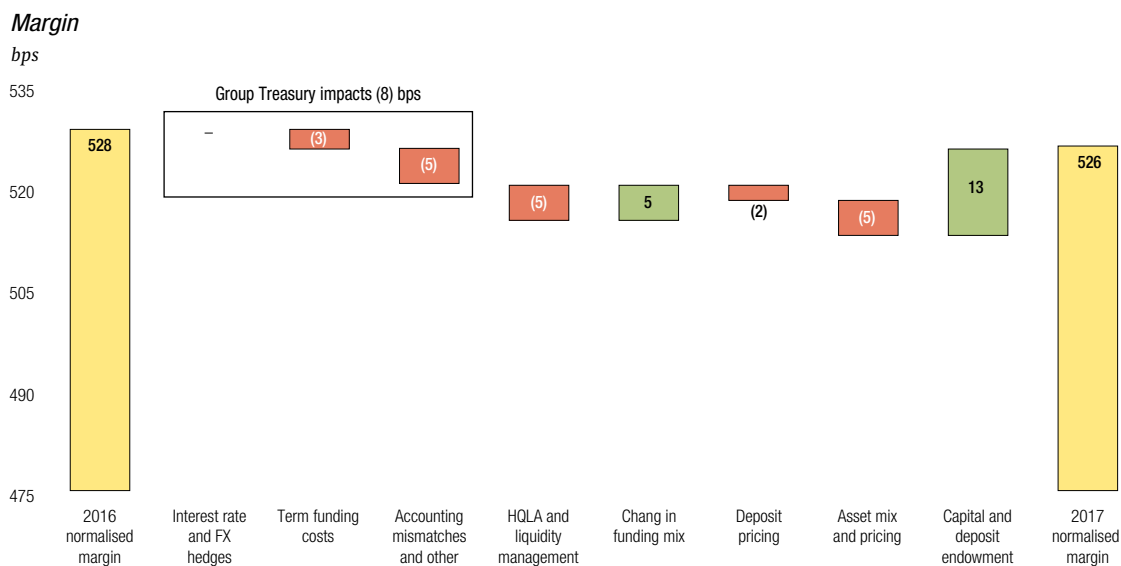 Margin
bps
535
520
505
490
475
Group Treasury impacts (8) bps
528
–
(3)
(5)
(5)
5
(2)
(5)
13
526
2016
normalised
margin
Interest rate
and FX
hedges
Term funding
costs
Accounting
mismatches
and other
HQLA and
liquidity
management
Chang in
funding mix
Deposit
pricing
Asset mix
and pricing
Capital and
deposit
endowment
2017
normalised
margin